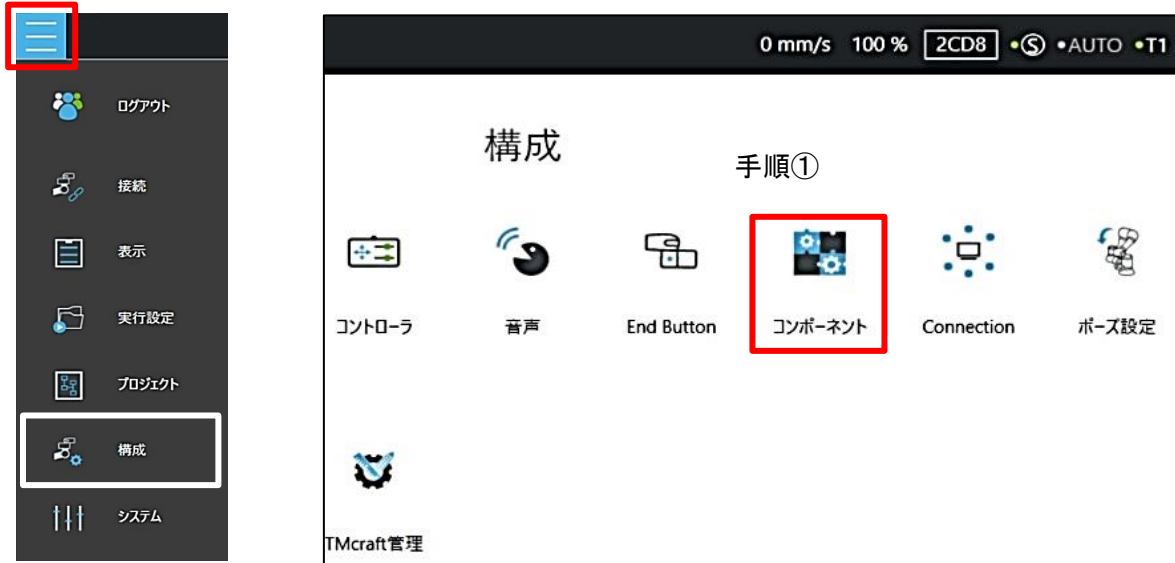 ログアウト
接続
表示
実行設定
プロジェクト
構成
システム
0 mm/s 100 % 2CD8 •Ⓢ •AUTO •T1
構成
手順①
コントローラ 音声 End Button コンポーネント Connection ポーズ設定
TMcraft管理